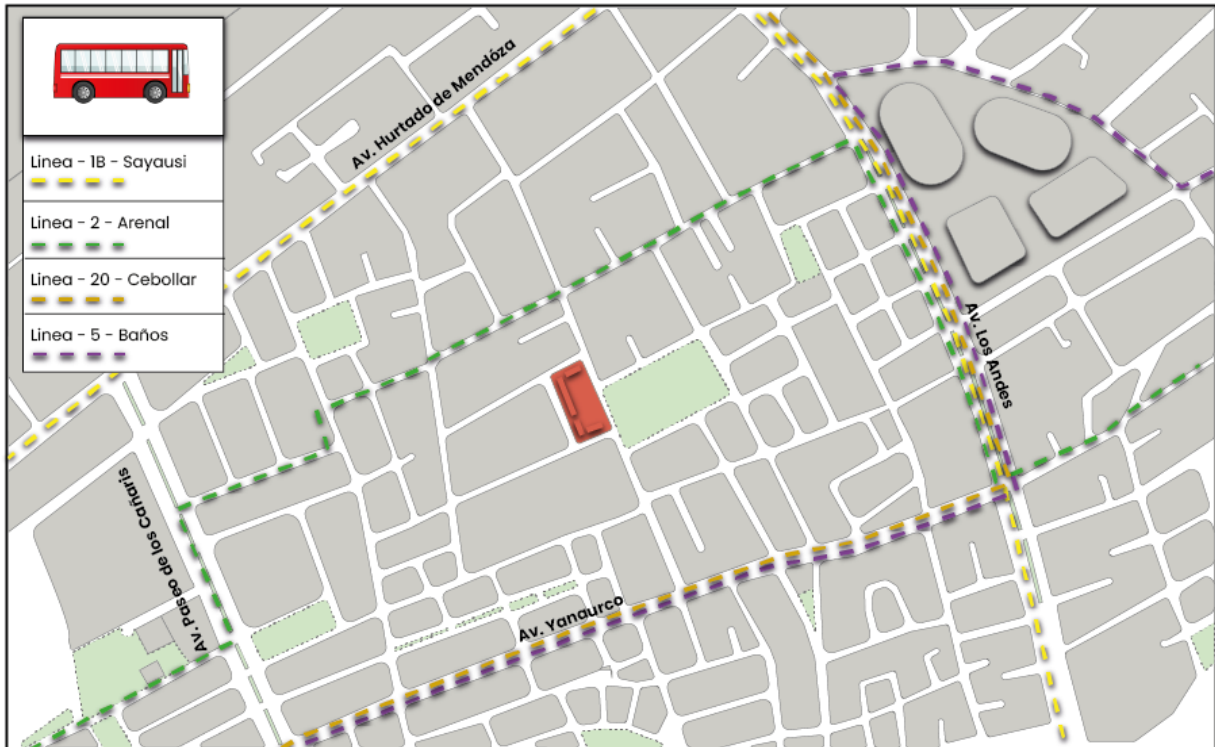 Linea - 1B - Sayausi
Linea - 2 - Arenal
Linea - 20 - Cebollar
Linea - 5 - Baños
Av. Hurtado de Mendóza
Av. Los Andes
Av. Paseo de los Cañaris
Av. Yanaurco